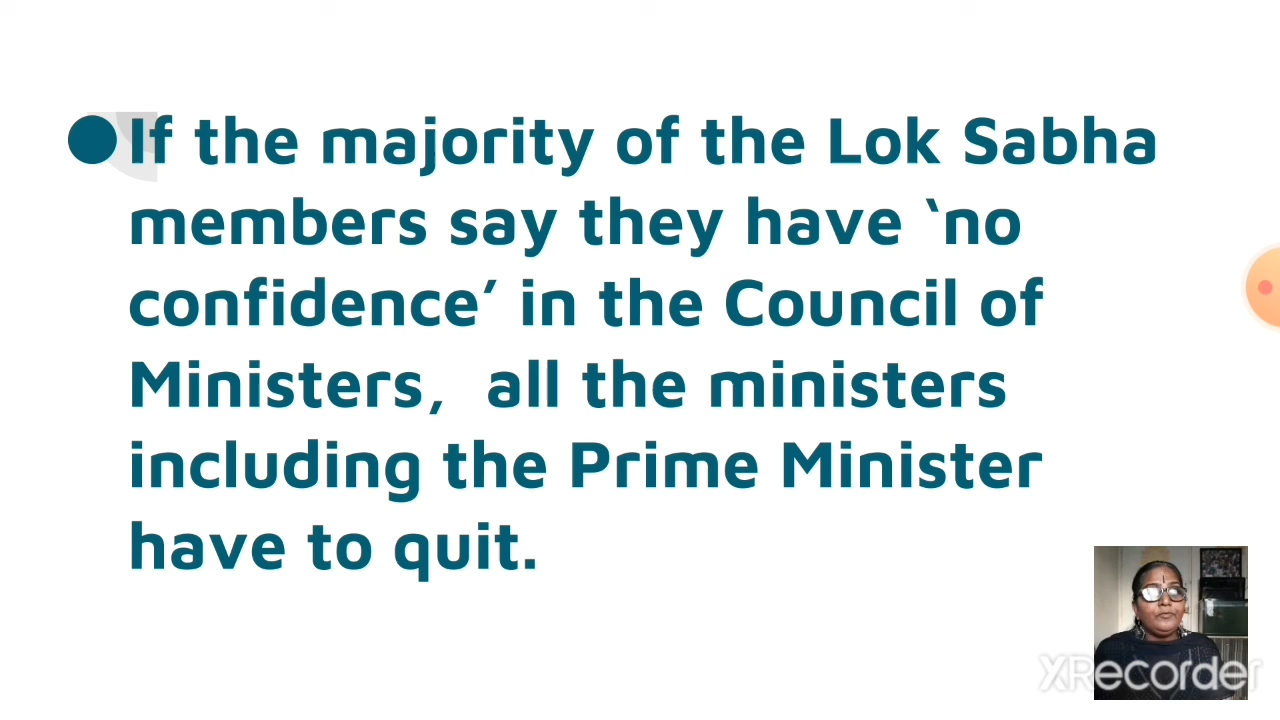 If the majority of the Lok Sabha
members say they have ‵no
confidence′ in the Council of
Ministers,  all the ministers
including the Prime Minister
have to quit.
XRecorder